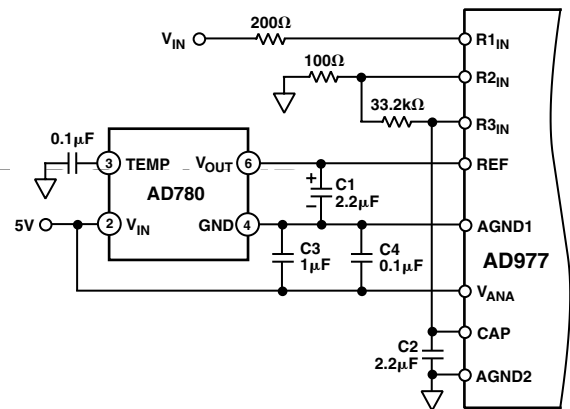 200Ω
V_IN
R1_IN
100Ω
R2_IN
33.2kΩ
R3_IN
0.1μF
3 TEMP
V_OUT 6
REF
AD780
+
C1
2.2μF
−
5V
2 V_IN
GND 4
AGND1
C3
1μF
C4
0.1μF
AD977
V_ANA
CAP
C2
2.2μF
AGND2